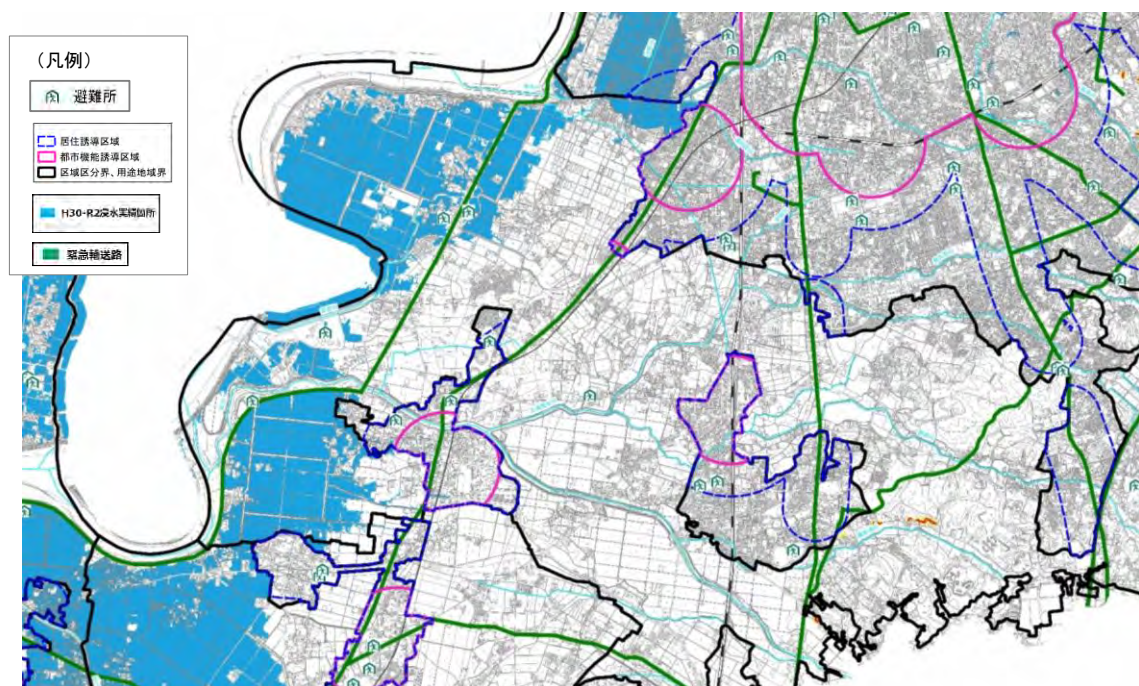 （凡例）
避難所
居住誘導区域
都市機能誘導区域
区域区分界、用途地域界
H30-R2浸水実績箇所
緊急輸送路